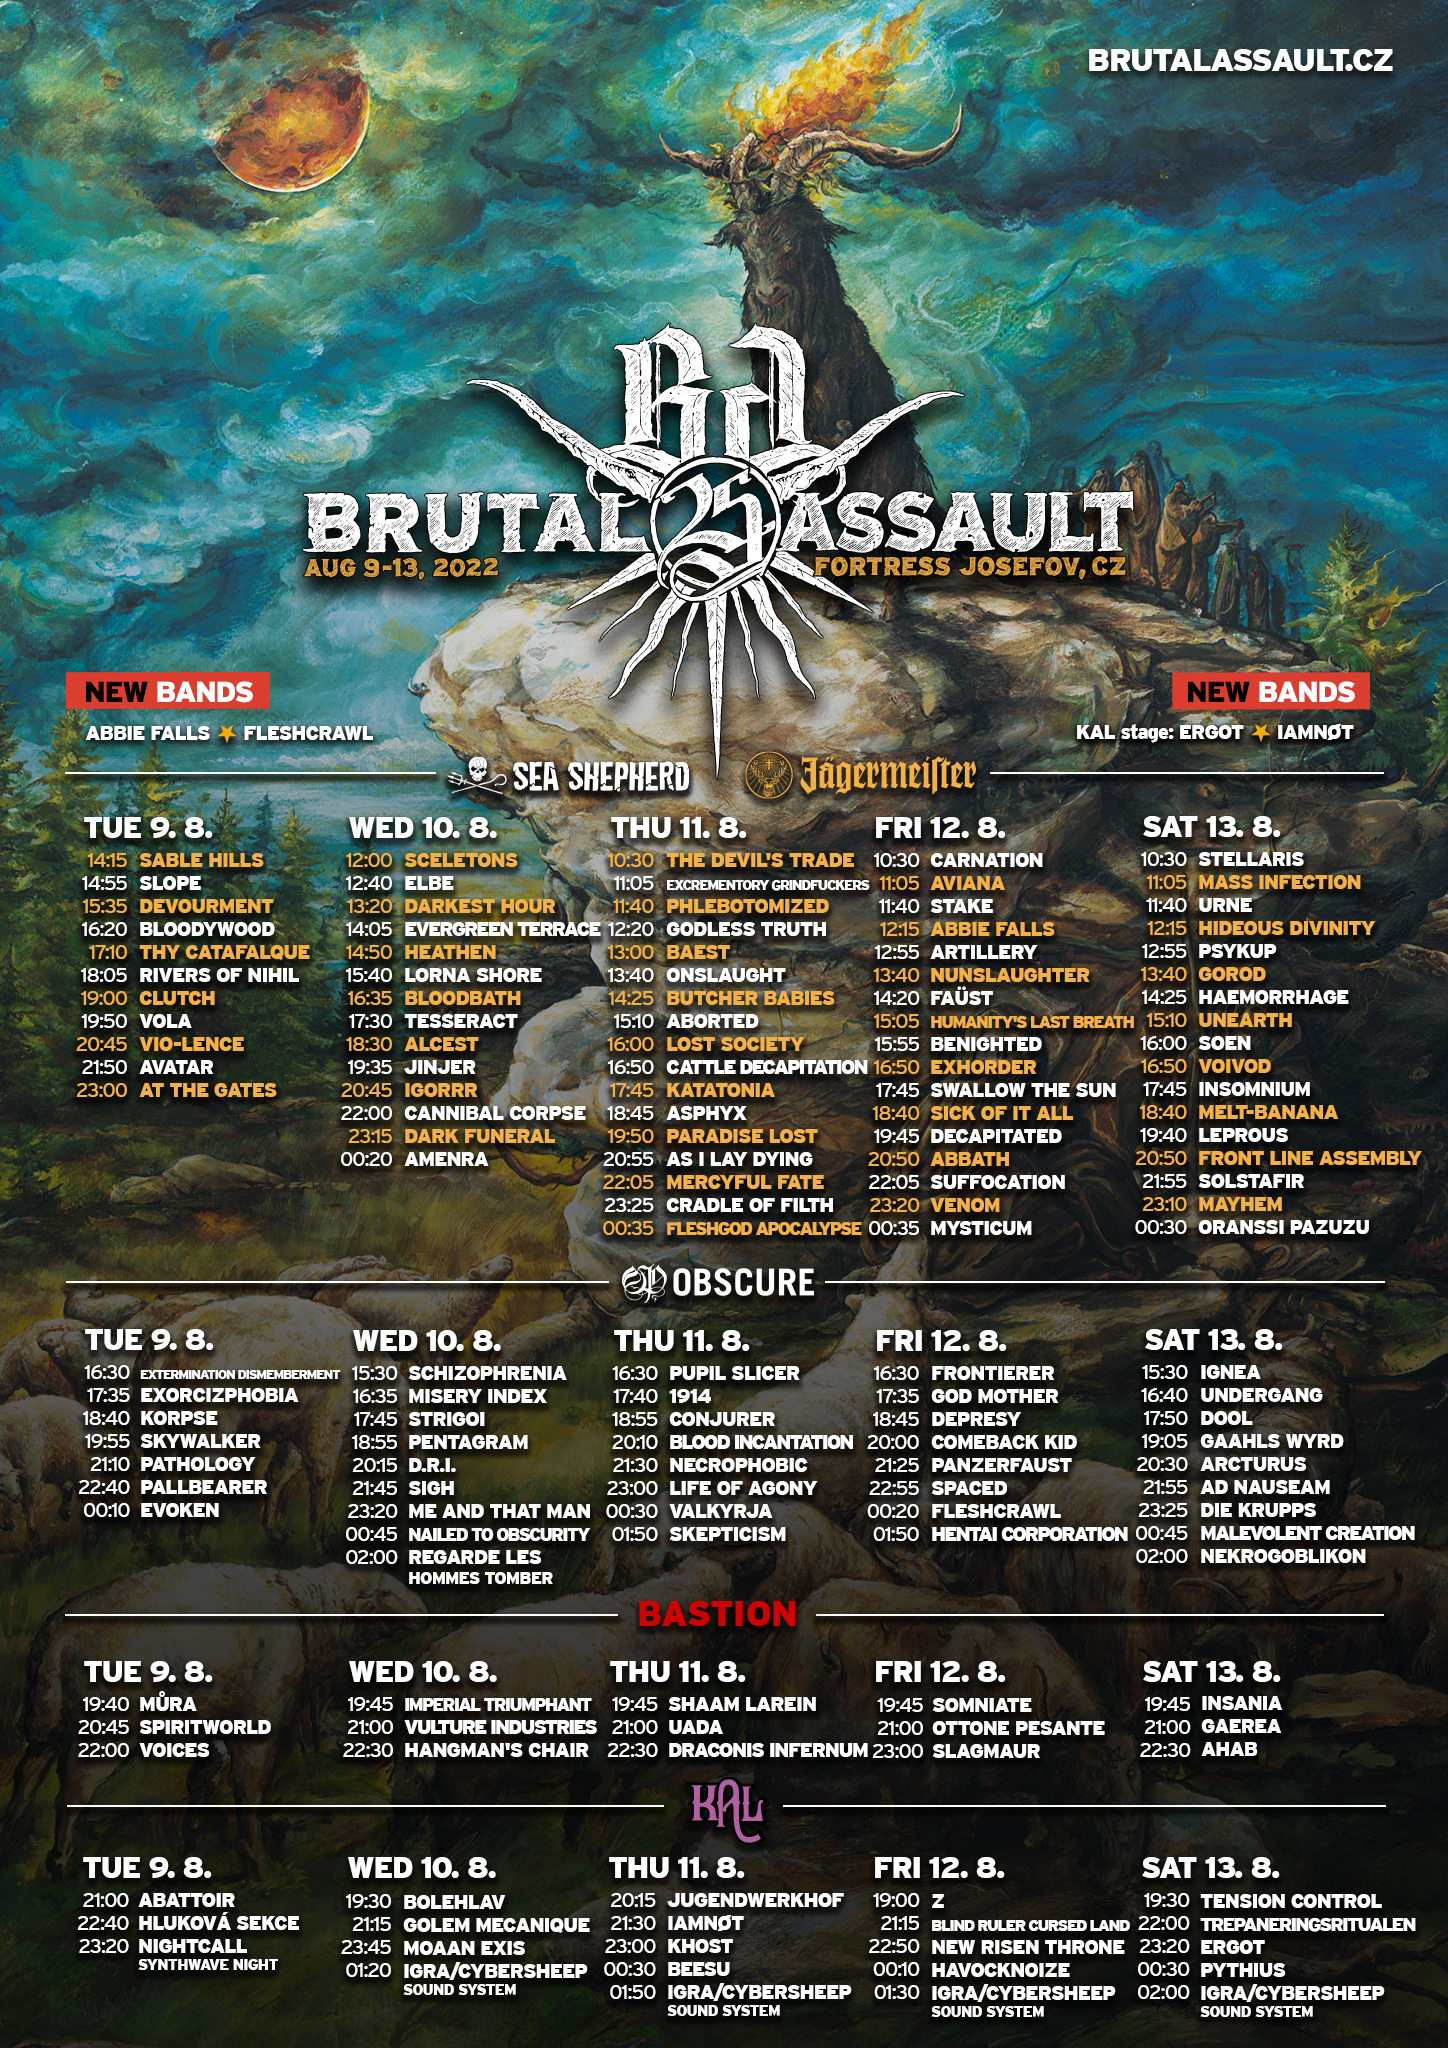 BRUTALASSAULT.CZ
BA
BRUTAL 25 ASSAULT
AUG 9-13, 2022
FORTRESS JOSEFOV, CZ
NEW BANDS
ABBIE FALLS ★ FLESHCRAWL
NEW BANDS
KAL stage: ERGOT ★ IAMNØT
SEA SHEPHERD
Jägermeister
TUE 9. 8.
14:15 SABLE HILLS
14:55 SLOPE
15:35 DEVOURMENT
16:20 BLOODYWOOD
17:10 THY CATAFALQUE
18:05 RIVERS OF NIHIL
19:00 CLUTCH
19:50 VOLA
20:45 VIO-LENCE
21:50 AVATAR
23:00 AT THE GATES
WED 10. 8.
12:00 SCELETONS
12:40 ELBE
13:20 DARKEST HOUR
14:05 EVERGREEN TERRACE
14:50 HEATHEN
15:40 LORNA SHORE
16:35 BLOODBATH
17:30 TESSERACT
18:30 ALCEST
19:35 JINJER
20:45 IGORRR
22:00 CANNIBAL CORPSE
23:15 DARK FUNERAL
00:20 AMENRA
THU 11. 8.
10:30 THE DEVIL'S TRADE
11:05 EXCREMENTORY GRINDFUCKERS
11:40 PHLEBOTOMIZED
12:20 GODLESS TRUTH
13:00 BAEST
13:40 ONSLAUGHT
14:25 BUTCHER BABIES
15:10 ABORTED
16:00 LOST SOCIETY
16:50 CATTLE DECAPITATION
17:45 KATATONIA
18:45 ASPHYX
19:50 PARADISE LOST
20:55 AS I LAY DYING
22:05 MERCYFUL FATE
23:25 CRADLE OF FILTH
00:35 FLESHGOD APOCALYPSE
FRI 12. 8.
10:30 CARNATION
11:05 AVIANA
11:40 STAKE
12:15 ABBIE FALLS
12:55 ARTILLERY
13:40 NUNSLAUGHTER
14:20 FAÜST
15:05 HUMANITY'S LAST BREATH
15:55 BENIGHTED
16:50 EXHORDER
17:45 SWALLOW THE SUN
18:40 SICK OF IT ALL
19:45 DECAPITATED
20:50 ABBATH
22:05 SUFFOCATION
23:20 VENOM
00:35 MYSTICUM
SAT 13. 8.
10:30 STELLARIS
11:05 MASS INFECTION
11:40 URNE
12:15 HIDEOUS DIVINITY
12:55 PSYKUP
13:40 GOROD
14:25 HAEMORRHAGE
15:10 UNEARTH
16:00 SOEN
16:50 VOIVOD
17:45 INSOMNIUM
18:40 MELT-BANANA
19:40 LEPROUS
20:50 FRONT LINE ASSEMBLY
21:55 SOLSTAFIR
23:10 MAYHEM
00:30 ORANSSI PAZUZU
OBSCURE
TUE 9. 8.
16:30 EXTERMINATION DISMEMBERMENT
17:35 EXORCIZPHOBIA
18:40 KORPSE
19:55 SKYWALKER
21:10 PATHOLOGY
22:40 PALLBEARER
00:10 EVOKEN
WED 10. 8.
15:30 SCHIZOPHRENIA
16:35 MISERY INDEX
17:45 STRIGOI
18:55 PENTAGRAM
20:15 D.R.I.
21:45 SIGH
23:20 ME AND THAT MAN
00:45 NAILED TO OBSCURITY
02:00 REGARDE LES
HOMMES TOMBER
THU 11. 8.
16:30 PUPIL SLICER
17:40 1914
18:55 CONJURER
20:10 BLOOD INCANTATION
21:30 NECROPHOBIC
23:00 LIFE OF AGONY
00:30 VALKYRJA
01:50 SKEPTICISM
FRI 12. 8.
16:30 FRONTIERER
17:35 GOD MOTHER
18:45 DEPRESY
20:00 COMEBACK KID
21:25 PANZERFAUST
22:55 SPACED
00:20 FLESHCRAWL
01:50 HENTAI CORPORATION
SAT 13. 8.
15:30 IGNEA
16:40 UNDERGANG
17:50 DOOL
19:05 GAAHLS WYRD
20:30 ARCTURUS
21:55 AD NAUSEAM
23:25 DIE KRUPPS
00:45 MALEVOLENT CREATION
02:00 NEKROGOBLIKON
BASTION
TUE 9. 8.
19:40 MŮRA
20:45 SPIRITWORLD
22:00 VOICES
WED 10. 8.
19:45 IMPERIAL TRIUMPHANT
21:00 VULTURE INDUSTRIES
22:30 HANGMAN'S CHAIR
THU 11. 8.
19:45 SHAAM LAREIN
21:00 UADA
22:30 DRACONIS INFERNUM
FRI 12. 8.
19:45 SOMNIATE
21:00 OTTONE PESANTE
23:00 SLAGMAUR
SAT 13. 8.
19:45 INSANIA
21:00 GAEREA
22:30 AHAB
KAL
TUE 9. 8.
21:00 ABATTOIR
22:40 HLUKOVÁ SEKCE
23:20 NIGHTCALL
SYNTHWAVE NIGHT
WED 10. 8.
19:30 BOLEHLAV
21:15 GOLEM MECANIQUE
23:45 MOAAN EXIS
01:20 IGRA/CYBERSHEEP
SOUND SYSTEM
THU 11. 8.
20:15 JUGENDWERKHOF
21:30 IAMNØT
23:00 KHOST
00:30 BEESU
01:50 IGRA/CYBERSHEEP
SOUND SYSTEM
FRI 12. 8.
19:00 Z
21:15 BLIND RULER CURSED LAND
22:50 NEW RISEN THRONE
00:10 HAVOCKNOIZE
01:30 IGRA/CYBERSHEEP
SOUND SYSTEM
SAT 13. 8.
19:30 TENSION CONTROL
22:00 TREPANERINGSRITUALEN
23:20 ERGOT
00:30 PYTHIUS
02:00 IGRA/CYBERSHEEP
SOUND SYSTEM